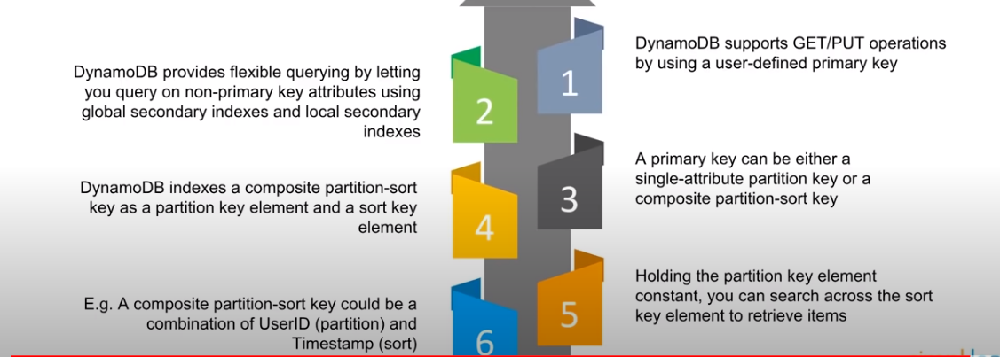 DynamoDB supports GET/PUT operations
by using a user-defined primary key
1
DynamoDB provides flexible querying by letting
you query on non-primary key attributes using
global secondary indexes and local secondary
indexes
2
A primary key can be either a
single-attribute partition key or a
composite partition-sort key
3
DynamoDB indexes a composite partition-sort
key as a partition key element and a sort key
element
4
Holding the partition key element
constant, you can search across the sort
key element to retrieve items
5
E.g. A composite partition-sort key could be a
combination of UserID (partition) and
Timestamp (sort)
6